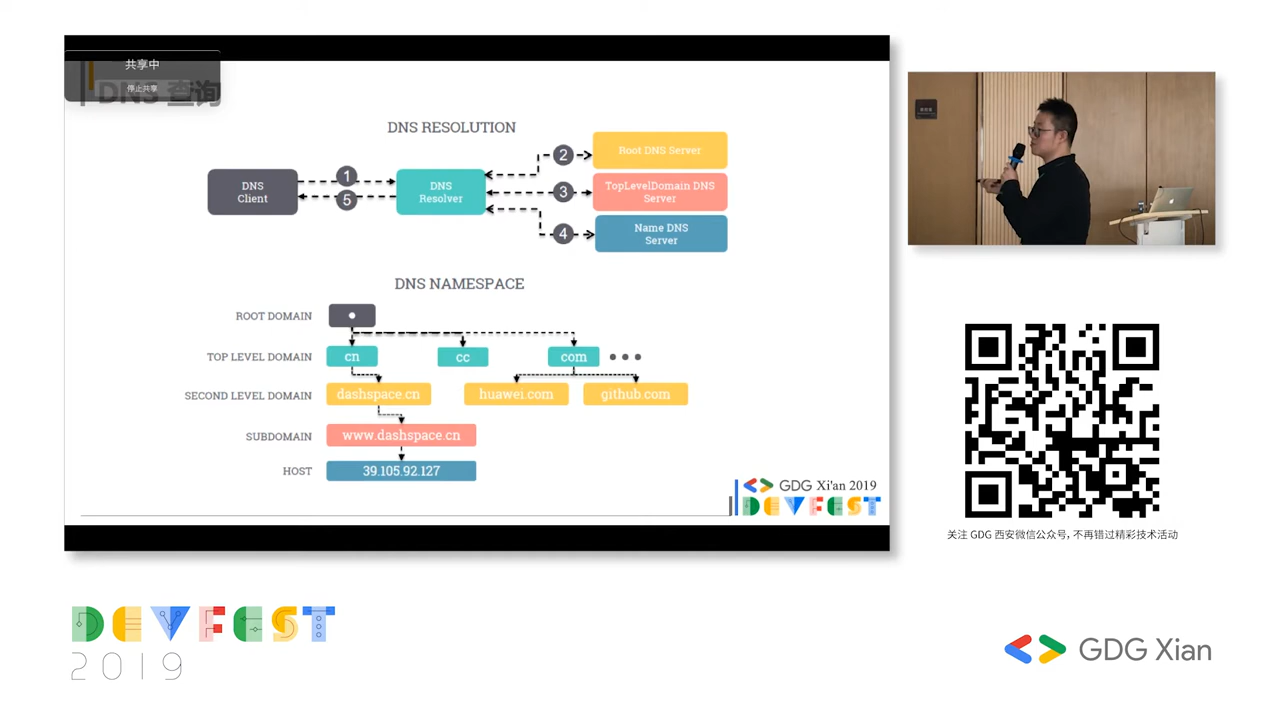 共享中
停止共享
DNS 查询
DNS RESOLUTION
DNS
Client
1
5
DNS
Resolver
2
Root DNS Server
3
TopLevelDomain DNS
Server
4
Name DNS
Server
DNS NAMESPACE
ROOT DOMAIN
TOP LEVEL DOMAIN
cn
cc
com
SECOND LEVEL DOMAIN
dashspace.cn
huawei.com
github.com
SUBDOMAIN
www.dashspace.cn
HOST
39.105.92.127
GDG Xi'an 2019
DEVFEST
关注 GDG 西安微信公众号, 不再错过精彩技术活动
DEVFEST
2019
GDG Xian